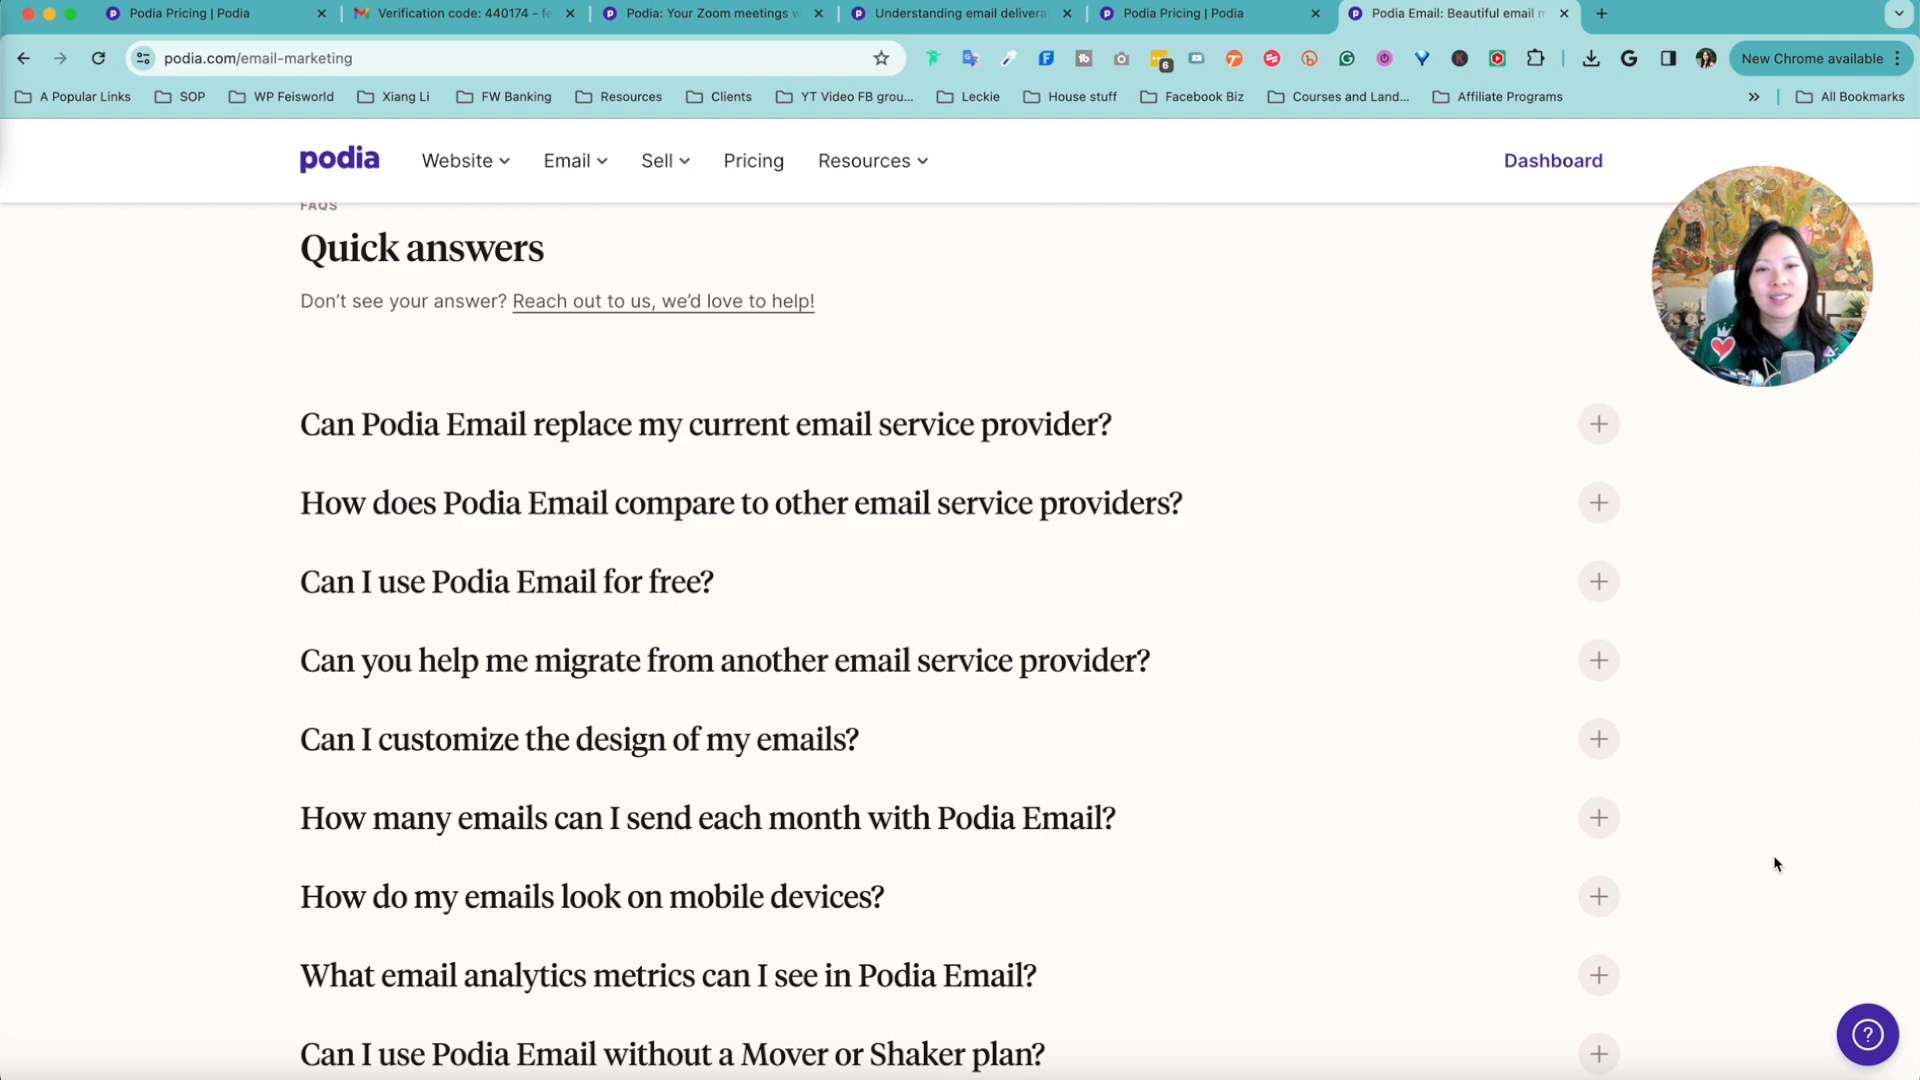 Podia Pricing | Podia
Verification code: 440174 - fe
Podia: Your Zoom meetings w
Understanding email delivera
Podia Pricing | Podia
Podia Email: Beautiful email m
podia.com/email-marketing
6
New Chrome available
A Popular Links
SOP
WP Feisworld
Xiang Li
FW Banking
Resources
Clients
YT Video FB grou...
Leckie
House stuff
Facebook Biz
Courses and Land...
Affiliate Programs
All Bookmarks
podia
Website
Email
Sell
Pricing
Resources
Dashboard
FAQS
Quick answers
Don’t see your answer? Reach out to us, we’d love to help!
Can Podia Email replace my current email service provider?
How does Podia Email compare to other email service providers?
Can I use Podia Email for free?
Can you help me migrate from another email service provider?
Can I customize the design of my emails?
How many emails can I send each month with Podia Email?
How do my emails look on mobile devices?
What email analytics metrics can I see in Podia Email?
Can I use Podia Email without a Mover or Shaker plan?